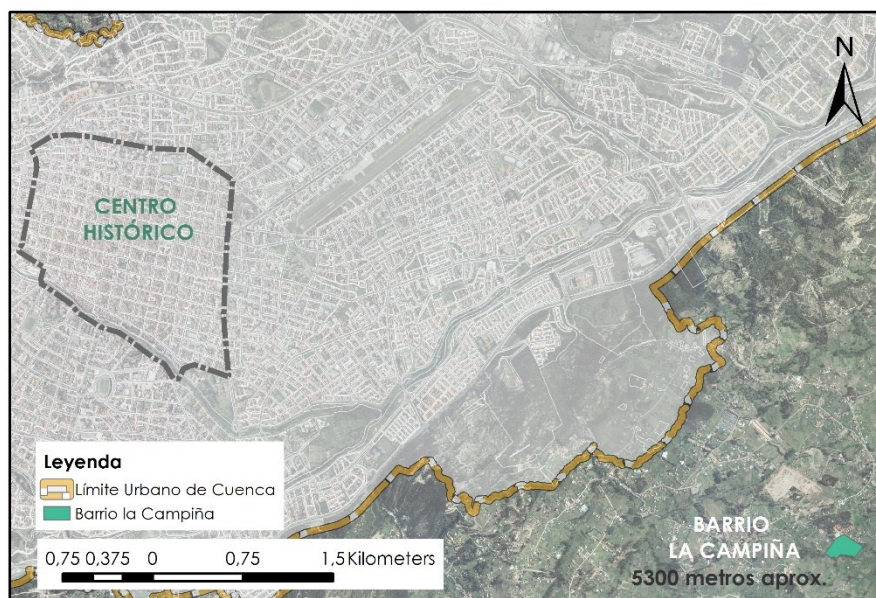 N
CENTRO
HISTÓRICO
Leyenda
Límite Urbano de Cuenca
Barrio la Campiña
0,75 0,375 0 0,75 1,5 Kilometers
BARRIO
LA CAMPIÑA
5300 metros aprox.